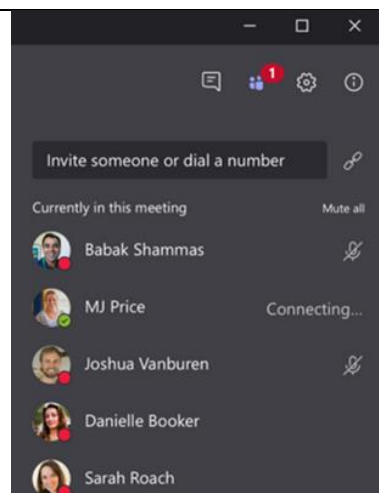 1
Invite someone or dial a number
Currently in this meeting Mute all
Babak Shammas
MJ Price Connecting...
Joshua Vanburen
Danielle Booker
Sarah Roach